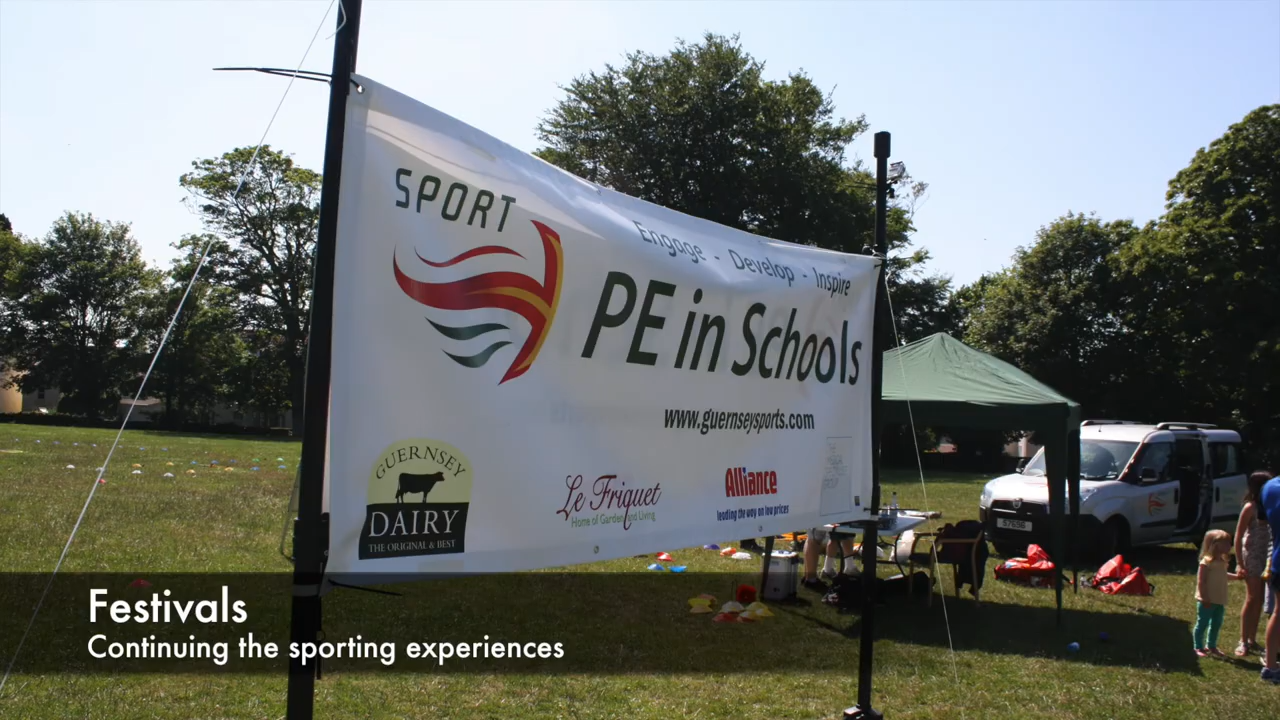 SPORT
Engage - Develop - Inspire
PE in Schools
www.guernseysports.com
GUERNSEY
DAIRY
THE ORIGINAL & BEST
Le Friquet
Home of Garden and Living
Alliance
leading the way on low prices
57696
Festivals
Continuing the sporting experiences